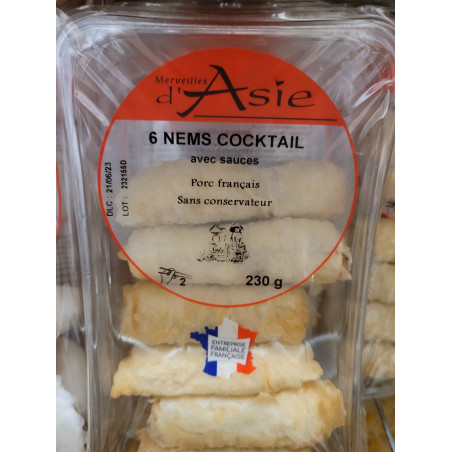 Merveilles
d'Asie
6 NEMS COCKTAIL
avec sauces
Porc français
Sans conservateur
DLC : 21/06/23
LOT : 232165D
2
230 g
ENTREPRISE
FAMILIALE
FRANÇAISE